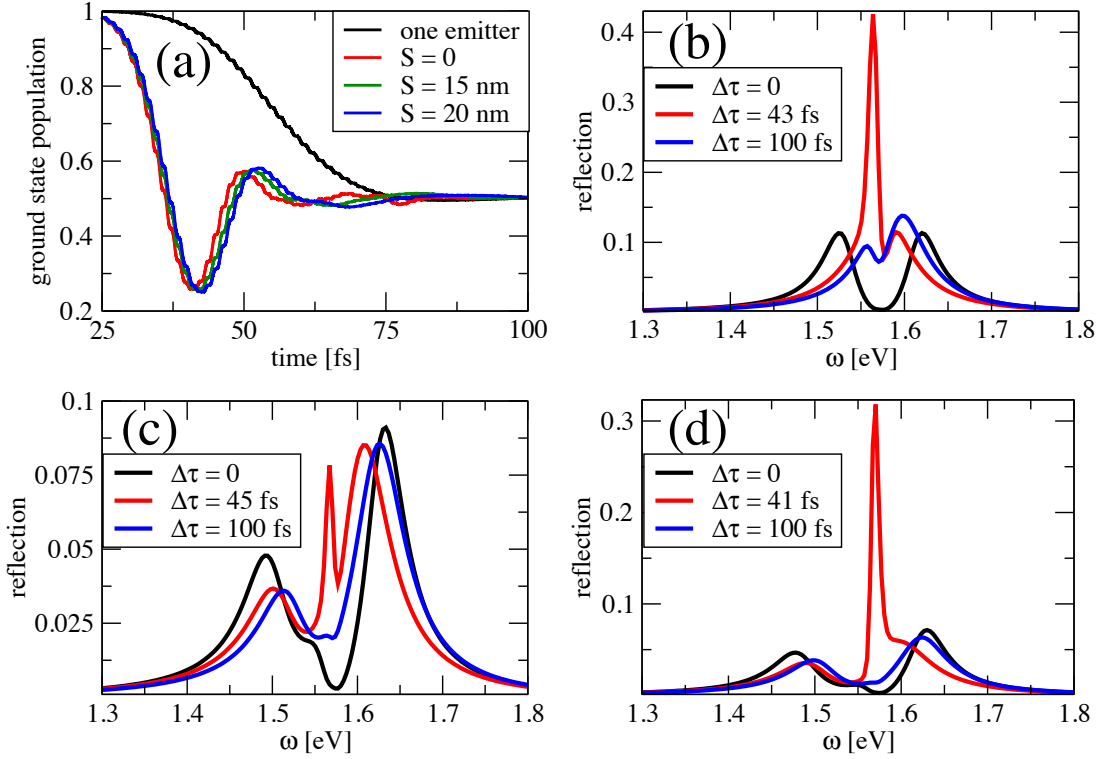 (a)
one emitter
S = 0
S = 15 nm
S = 20 nm
ground state population
1
0.8
0.6
0.4
0.2
25
50
75
100
time [fs]
(b)
Δτ = 0
Δτ = 43 fs
Δτ = 100 fs
reflection
0.4
0.3
0.2
0.1
1.3
1.4
1.5
1.6
1.7
1.8
ω [eV]
(c)
Δτ = 0
Δτ = 45 fs
Δτ = 100 fs
reflection
0.1
0.075
0.05
0.025
1.3
1.4
1.5
1.6
1.7
1.8
ω [eV]
(d)
Δτ = 0
Δτ = 41 fs
Δτ = 100 fs
reflection
0.3
0.2
0.1
1.3
1.4
1.5
1.6
1.7
1.8
ω [eV]